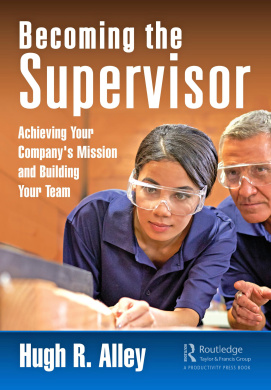 Becoming the
Supervisor
Achieving Your
Company's Mission
and Building
Your Team
Hugh R. Alley
Routledge
Taylor & Francis Group
A PRODUCTIVITY PRESS BOOK